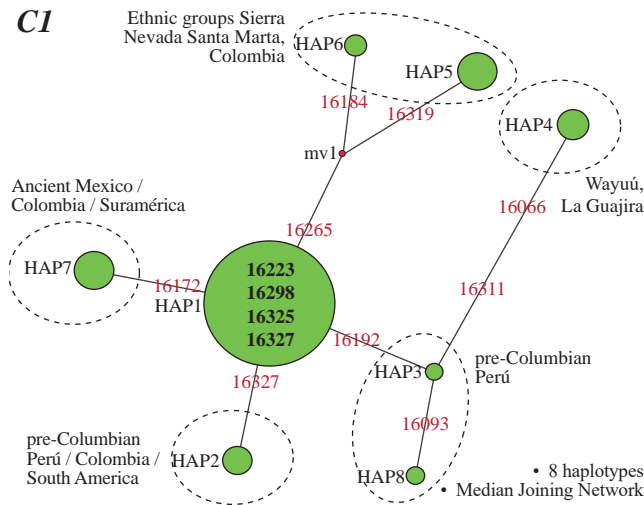 C1
Ethnic groups Sierra
Nevada Santa Marta,
Colombia
HAP6
HAP5
16184
16319
HAP4
mv1
Wayuú,
La Guajira
16066
Ancient Mexico /
Colombia / Suramérica
16265
HAP7
16172
HAP1
16223
16298
16325
16327
16311
16192
pre-Columbian
Perú
HAP3
16327
16093
pre-Columbian
Perú / Colombia /
South America
HAP2
HAP8
• 8 haplotypes
• Median Joining Network